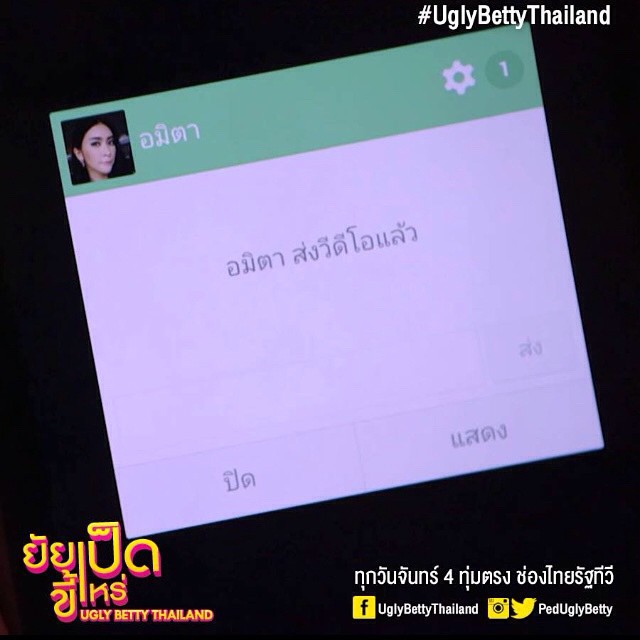 #UglyBettyThailand
อมิตา
1
อมิตา ส่งวีดีโอแล้ว
ส่ง
ปิด
แสดง
ยัยเป็ด
ขี้เหร่
UGLY BETTY THAILAND
ทุกวันจันทร์ 4 ทุ่มตรง ช่องไทยรัฐทีวี
UglyBettyThailand PedUglyBetty